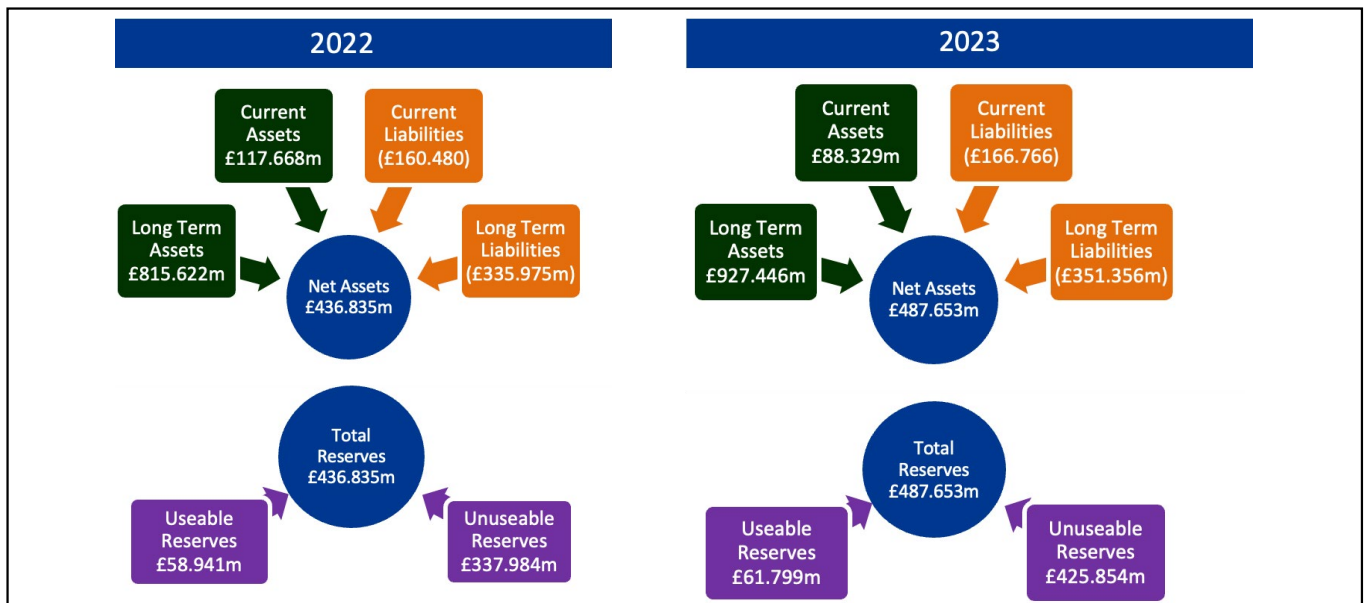 2022
Current
Assets
£117.668m
Current
Liabilities
(£160.480)
Long Term
Assets
£815.622m
Long Term
Liabilities
(£335.975m)
Net Assets
£436.835m
Total
Reserves
£436.835m
Useable
Reserves
£58.941m
Unuseable
Reserves
£337.984m
2023
Current
Assets
£88.329m
Current
Liabilities
(£166.766)
Long Term
Assets
£927.446m
Long Term
Liabilities
(£351.356m)
Net Assets
£487.653m
Total
Reserves
£487.653m
Useable
Reserves
£61.799m
Unuseable
Reserves
£425.854m